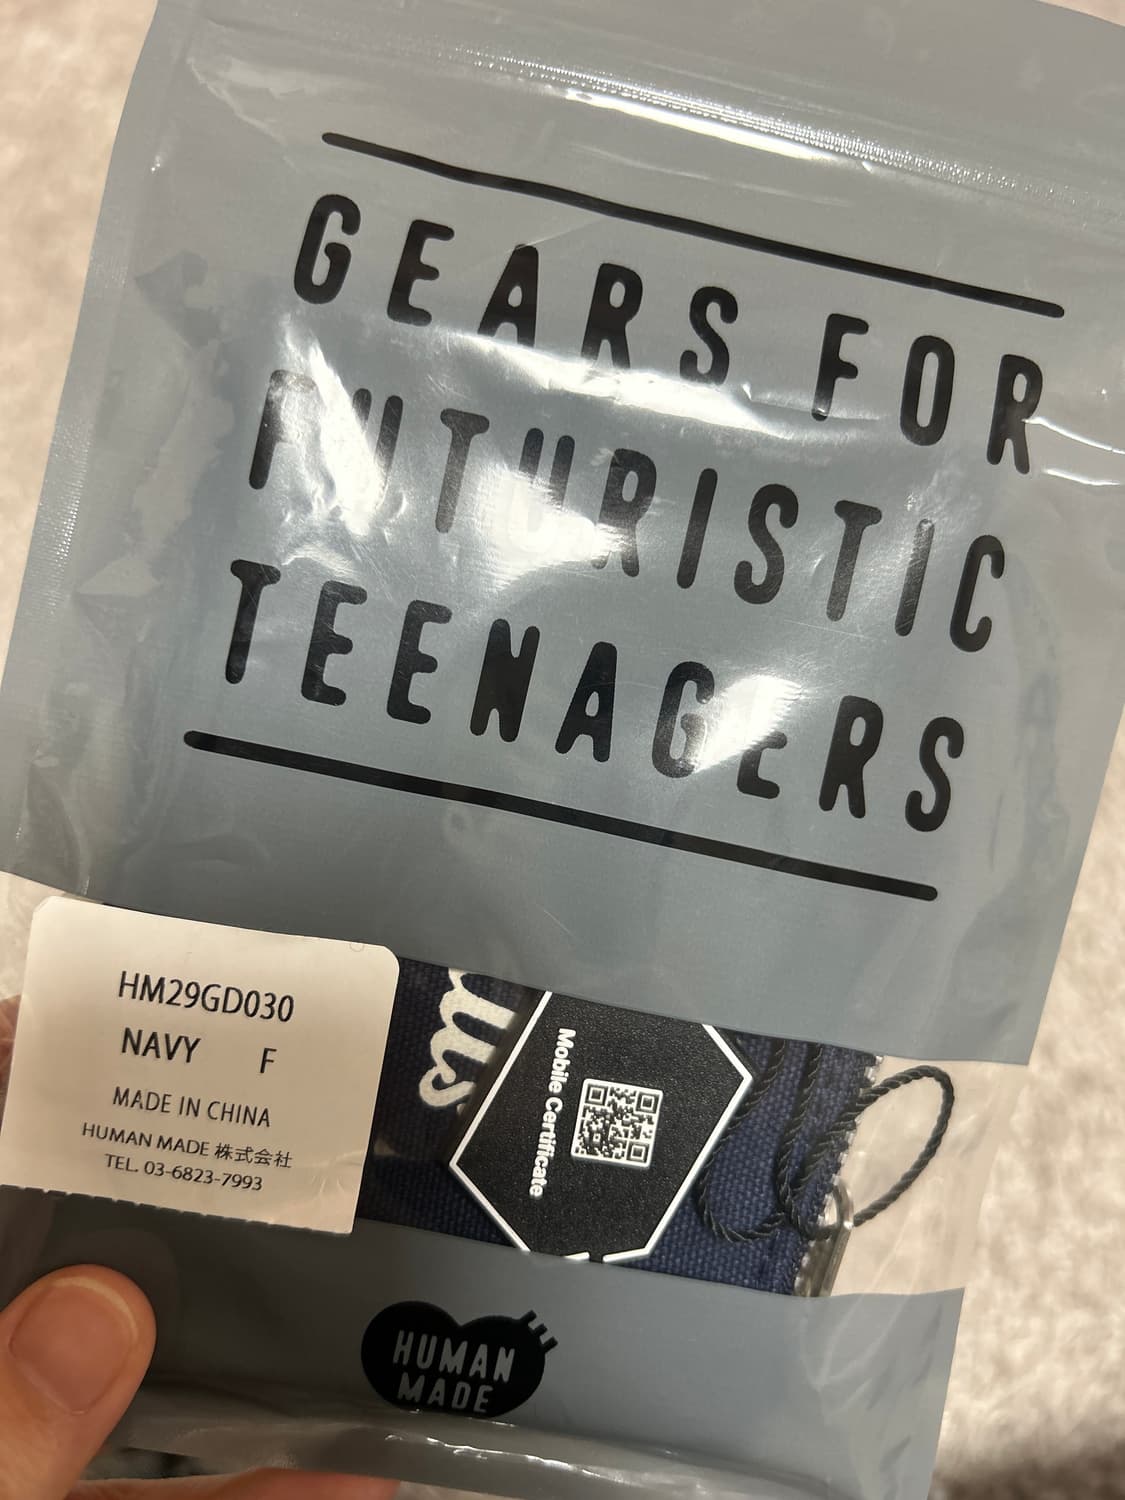 GEARS FOR
FUTURISTIC
TEENAGERS
HM29GD030
NAVY F
MADE IN CHINA
HUMAN MADE 株式会社
TEL. 03-6823-7993
Mobile Certificate
HUMAN
MADE